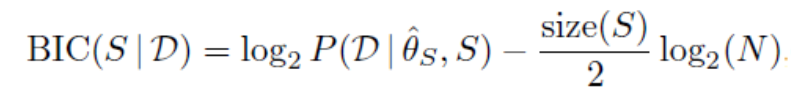 BIC(S | 𝒟) = log₂ P(𝒟 | θ̂_S, S) − size(S)/2 log₂(N).